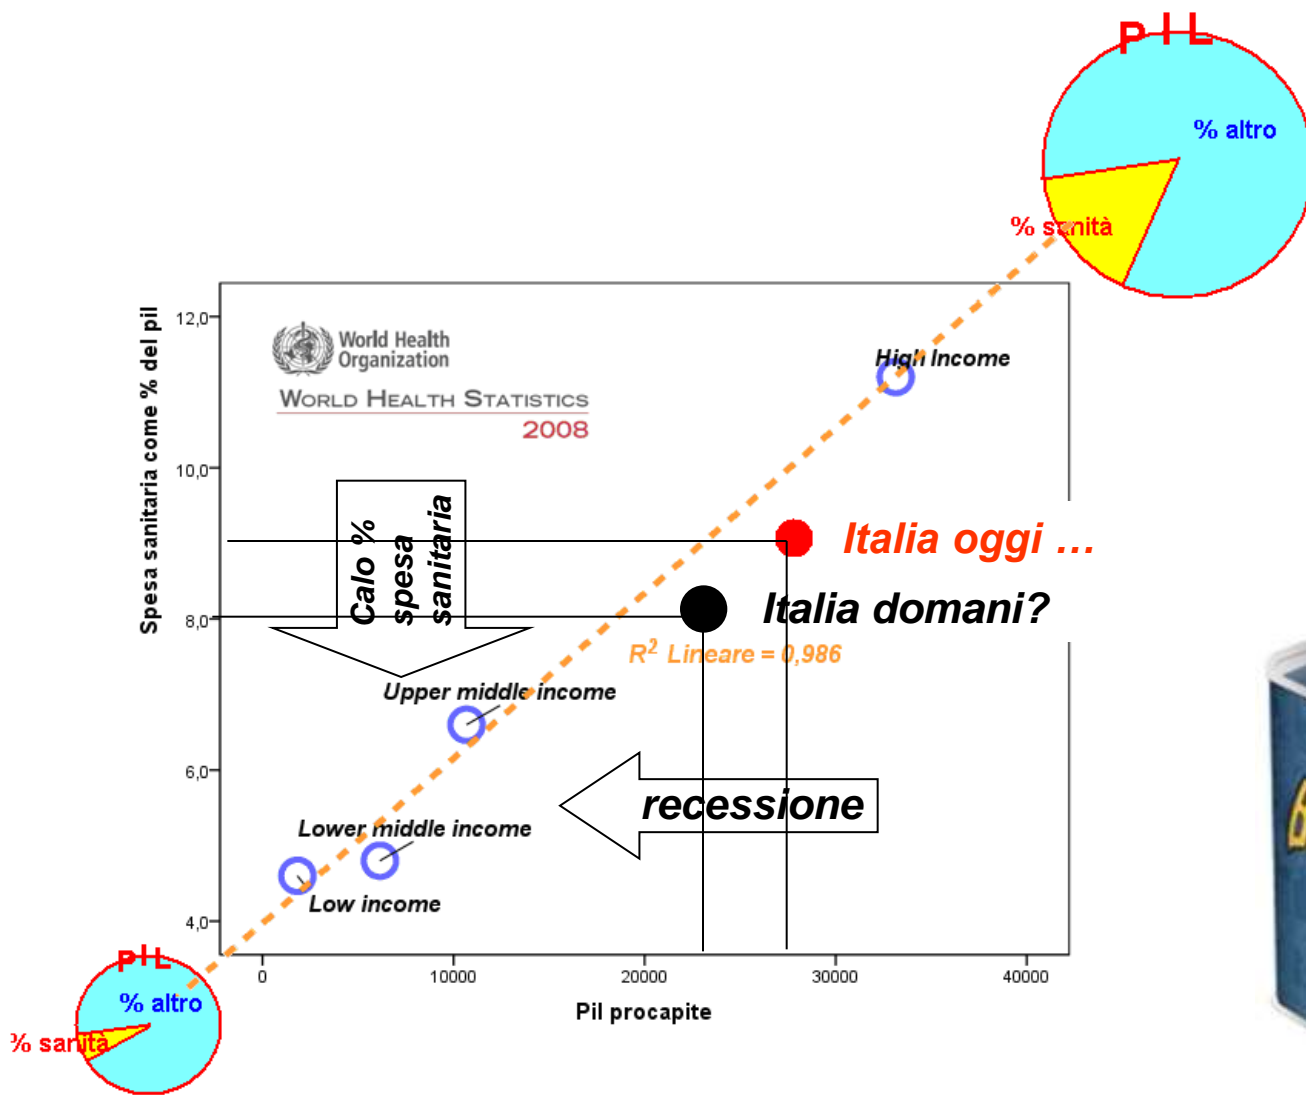 PIL
% altro
% sanità
Spesa sanitaria come % del pil
12,0
10,0
8,0
6,0
4,0
World Health
Organization
WORLD HEALTH STATISTICS
2008
High Income
Calo %
spesa
sanitaria
Italia oggi ...
Italia domani?
R² Lineare = 0,986
Upper middle income
recessione
Lower middle income
Low income
PIL
% altro
% sanità
0
10000
20000
30000
40000
Pil procapite